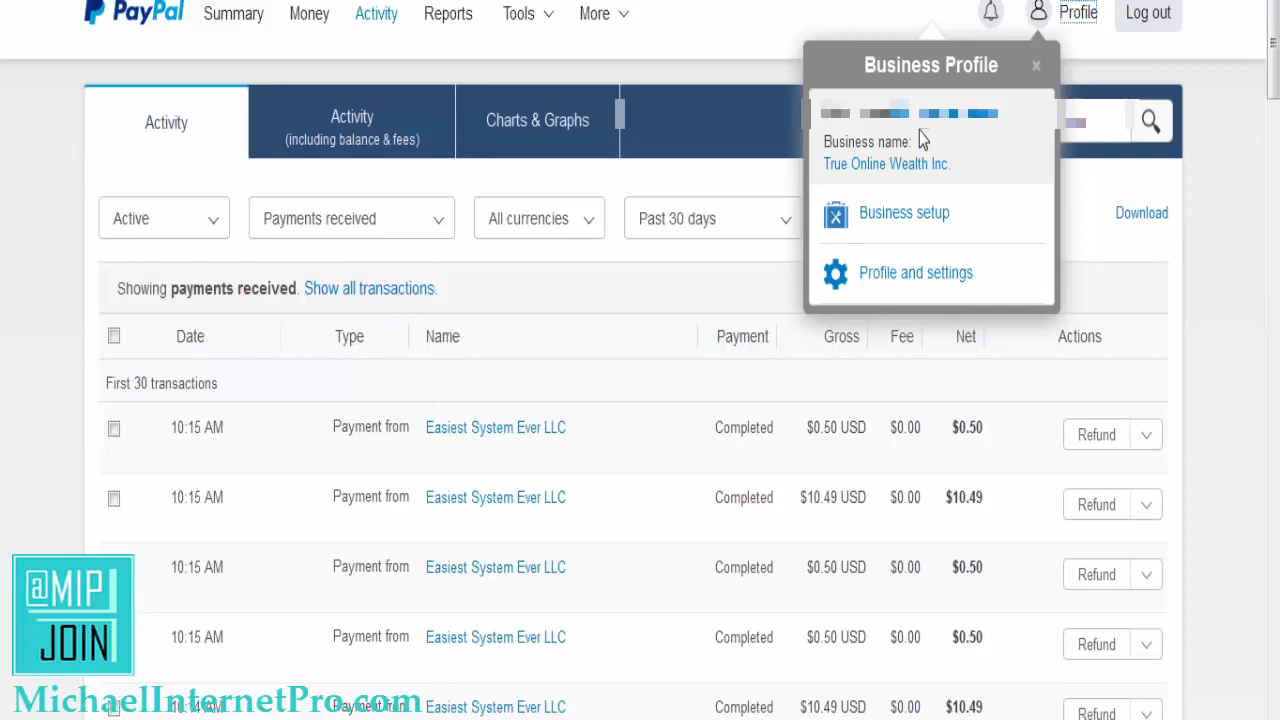 PayPal Summary Money Activity Reports Tools More Profile Log out
Business Profile ×
Activity
Activity
(including balance & fees)
Charts & Graphs
Business name:
True Online Wealth Inc.
Business setup
Profile and settings
Active Payments received All currencies Past 30 days Download
Showing payments received. Show all transactions.
Date Type Name Payment Gross Fee Net Actions
First 30 transactions
10:15 AM Payment from Easiest System Ever LLC Completed $0.50 USD $0.00 $0.50 Refund
10:15 AM Payment from Easiest System Ever LLC Completed $10.49 USD $0.00 $10.49 Refund
10:15 AM Payment from Easiest System Ever LLC Completed $0.50 USD $0.00 $0.50 Refund
10:15 AM Payment from Easiest System Ever LLC Completed $0.50 USD $0.00 $0.50 Refund
10:14 AM Payment from Easiest System Ever LLC Completed $10.49 USD $0.00 $10.49 Refund
@MIP
JOIN
MichaelInternetPro.com